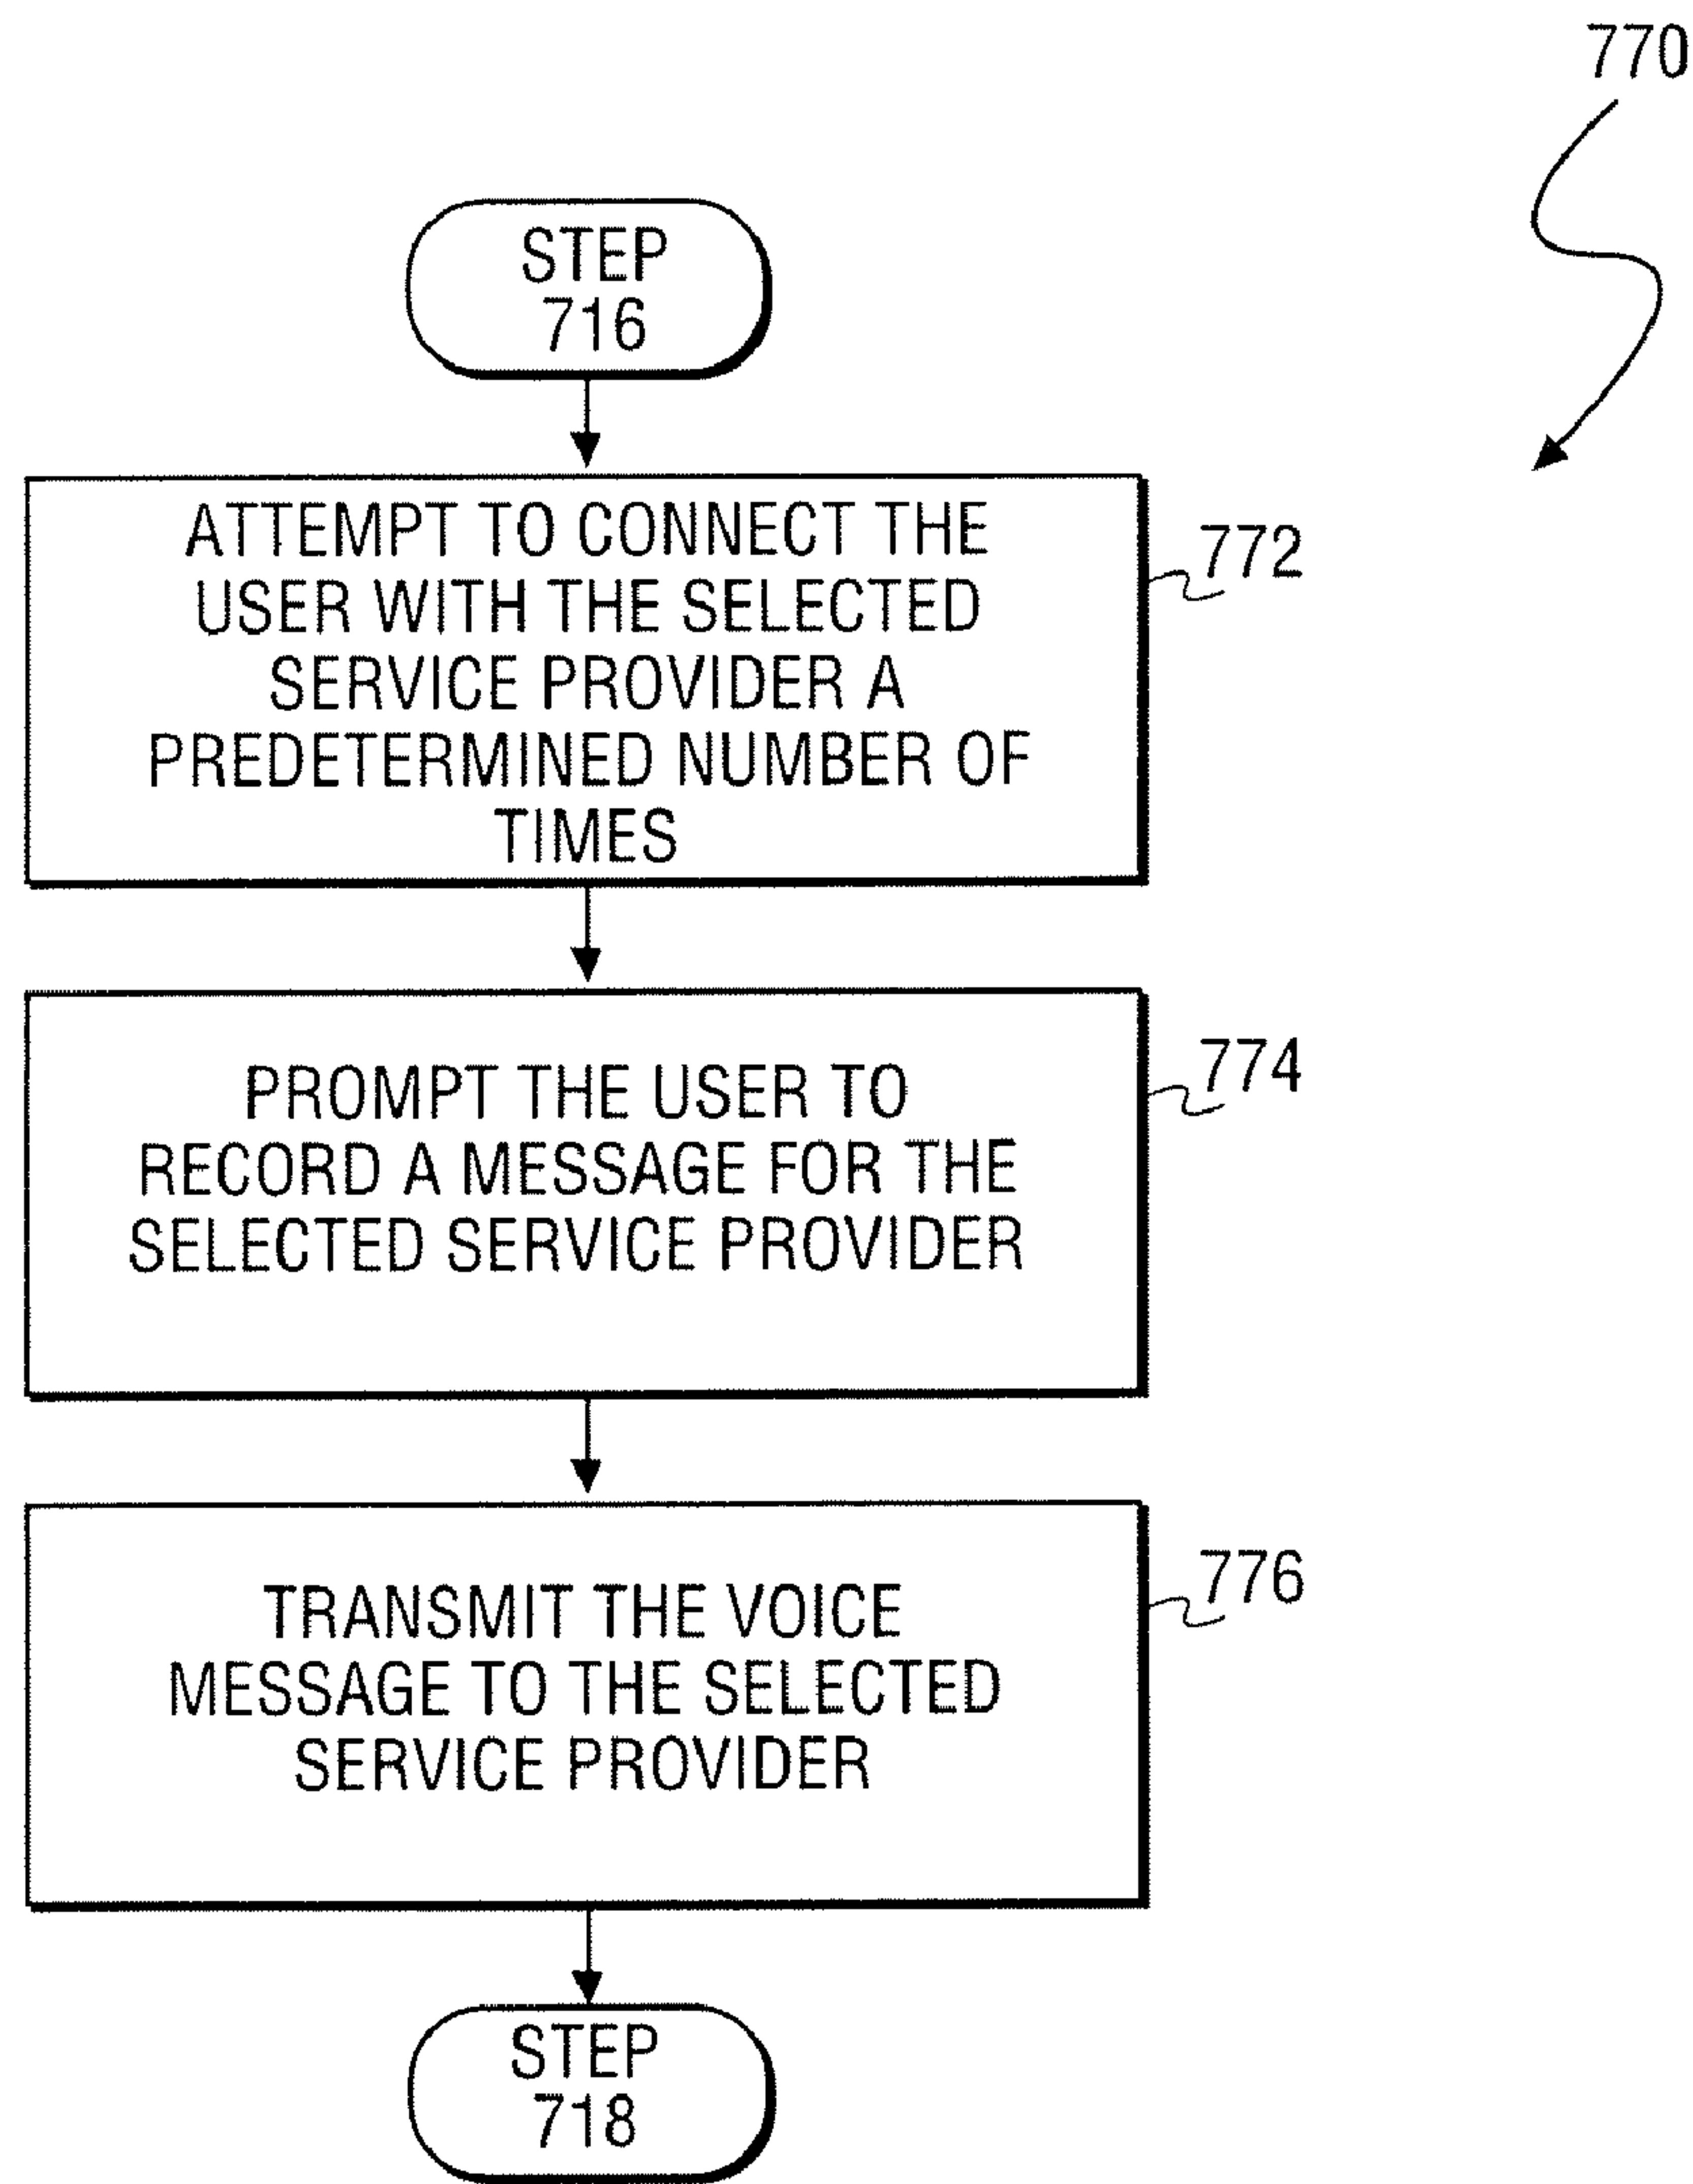 770
STEP
716
ATTEMPT TO CONNECT THE
USER WITH THE SELECTED
SERVICE PROVIDER A
PREDETERMINED NUMBER OF
TIMES
772
PROMPT THE USER TO
RECORD A MESSAGE FOR THE
SELECTED SERVICE PROVIDER
774
TRANSMIT THE VOICE
MESSAGE TO THE SELECTED
SERVICE PROVIDER
776
STEP
718